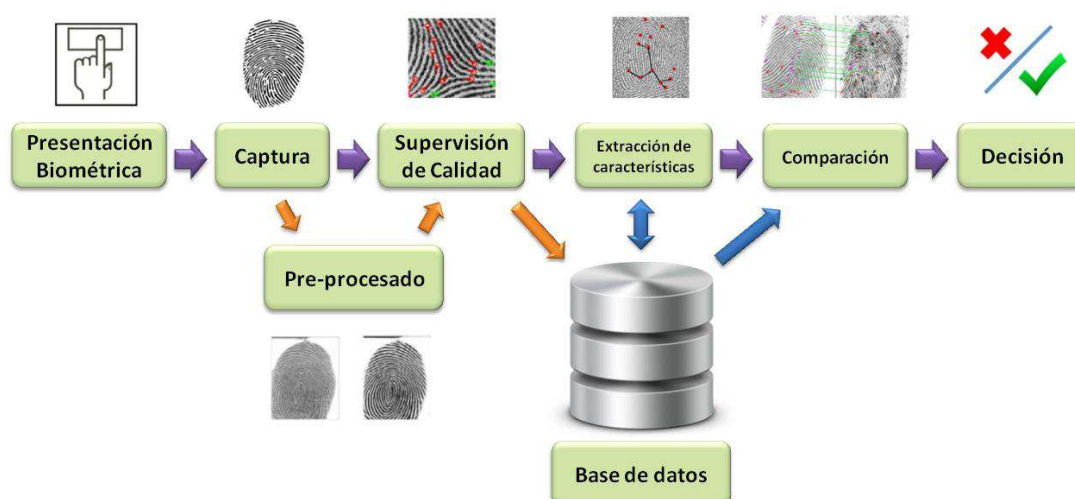 Presentación
Biométrica
Captura
Supervisión
de Calidad
Extracción de
características
Comparación
Decisión
Pre-procesado
Base de datos